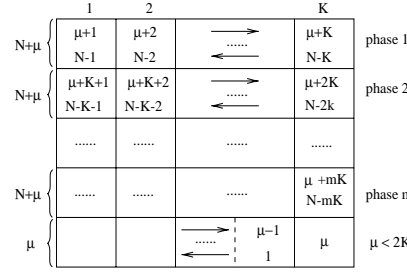 1 2 K
μ+1 μ+2 μ+K
N+μ ...... phase 1
N-1 N-2 N-K
μ+K+1 μ+K+2 μ+2K
N+μ ...... phase 2
N-K-1 N-K-2 N-2k
...... ...... ...... ......
μ +mK
N+μ ...... ...... ...... phase m
N-mK
μ-1
μ ...... μ μ < 2K
1